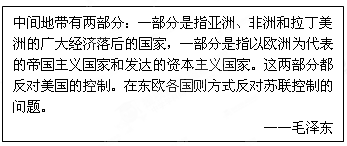 中间地带有两部分：一部分是指亚洲、非洲和拉丁美
洲的广大经济落后的国家，一部分是指以欧洲为代表
的帝国主义国家和发达的资本主义国家。这两部分都
反对美国的控制。在东欧各国则方式反对苏联控制的
问题。
——毛泽东